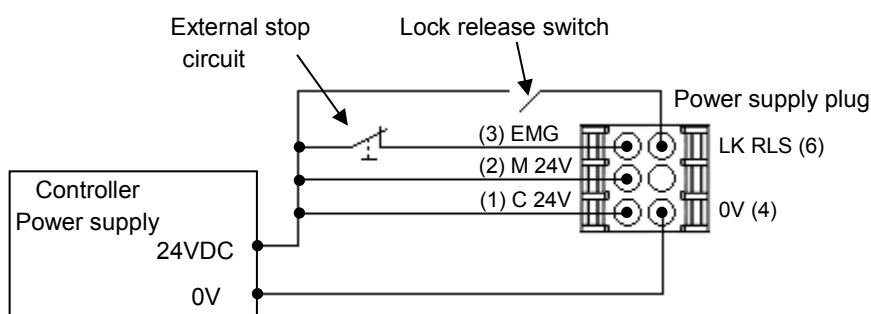 External stop
circuit
Lock release switch
Power supply plug
(3) EMG
LK RLS (6)
(2) M 24V
(1) C 24V
0V (4)
Controller
Power supply
24VDC
0V